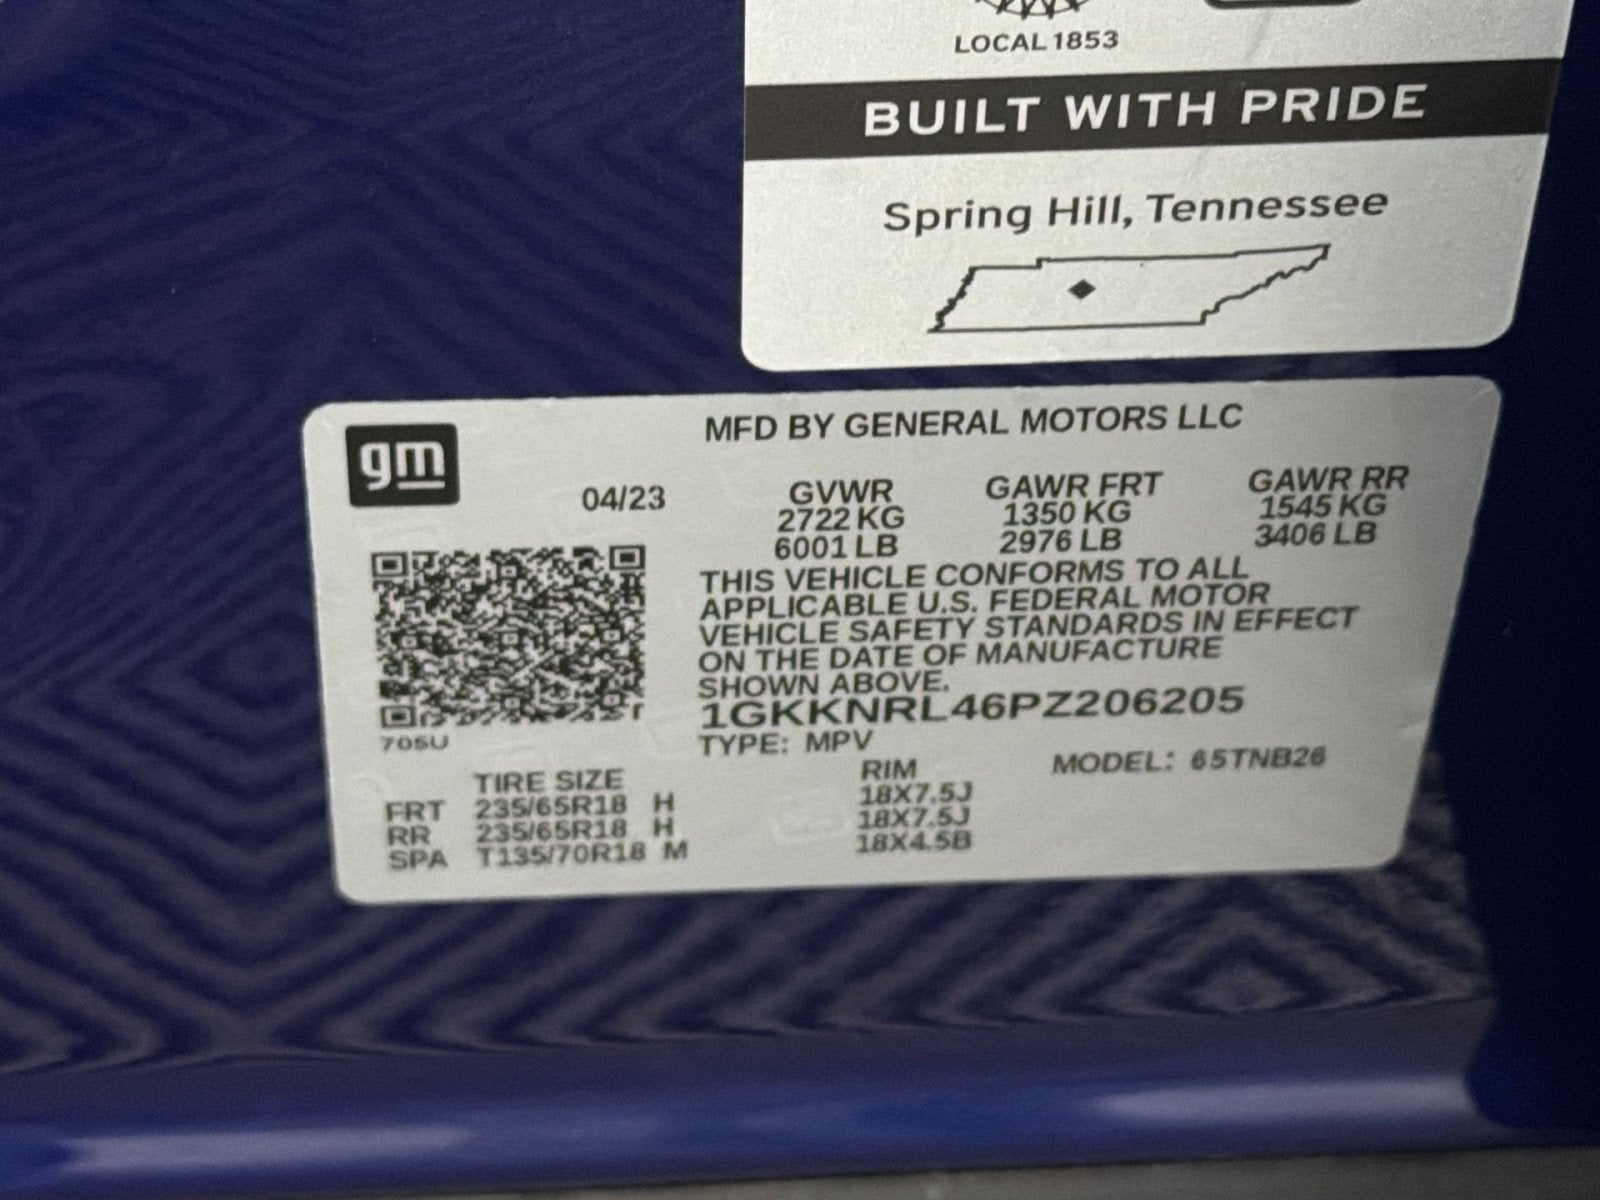 LOCAL 1853
BUILT WITH PRIDE
Spring Hill, Tennessee
gm
MFD BY GENERAL MOTORS LLC
04/23
GVWR GAWR FRT GAWR RR
2722 KG 1350 KG 1545 KG
6001 LB 2976 LB 3406 LB
THIS VEHICLE CONFORMS TO ALL
APPLICABLE U.S. FEDERAL MOTOR
VEHICLE SAFETY STANDARDS IN EFFECT
ON THE DATE OF MANUFACTURE
SHOWN ABOVE.
1GKKNRL46PZ206205
705U
TYPE: MPV MODEL: 65TNB26
TIRE SIZE RIM
FRT 235/65R18 H 18X7.5J
RR 235/65R18 H 18X7.5J
SPA T135/70R18 M 18X4.5B